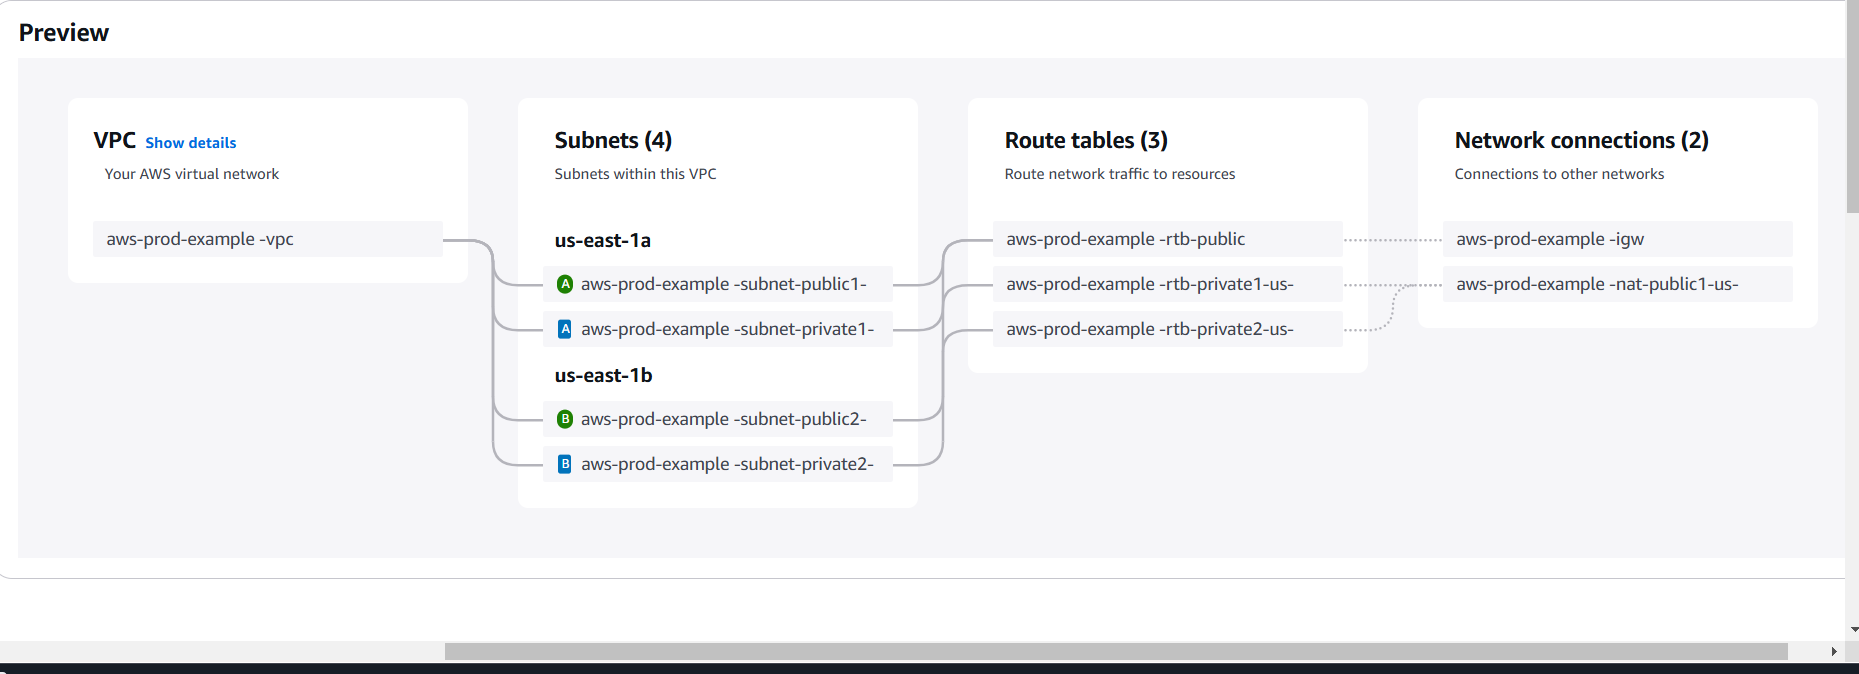 Preview
VPC Show details
Your AWS virtual network
aws-prod-example -vpc
Subnets (4)
Subnets within this VPC
us-east-1a
A aws-prod-example -subnet-public1-
A aws-prod-example -subnet-private1-
us-east-1b
B aws-prod-example -subnet-public2-
B aws-prod-example -subnet-private2-
Route tables (3)
Route network traffic to resources
aws-prod-example -rtb-public
aws-prod-example -rtb-private1-us-
aws-prod-example -rtb-private2-us-
Network connections (2)
Connections to other networks
aws-prod-example -igw
aws-prod-example -nat-public1-us-